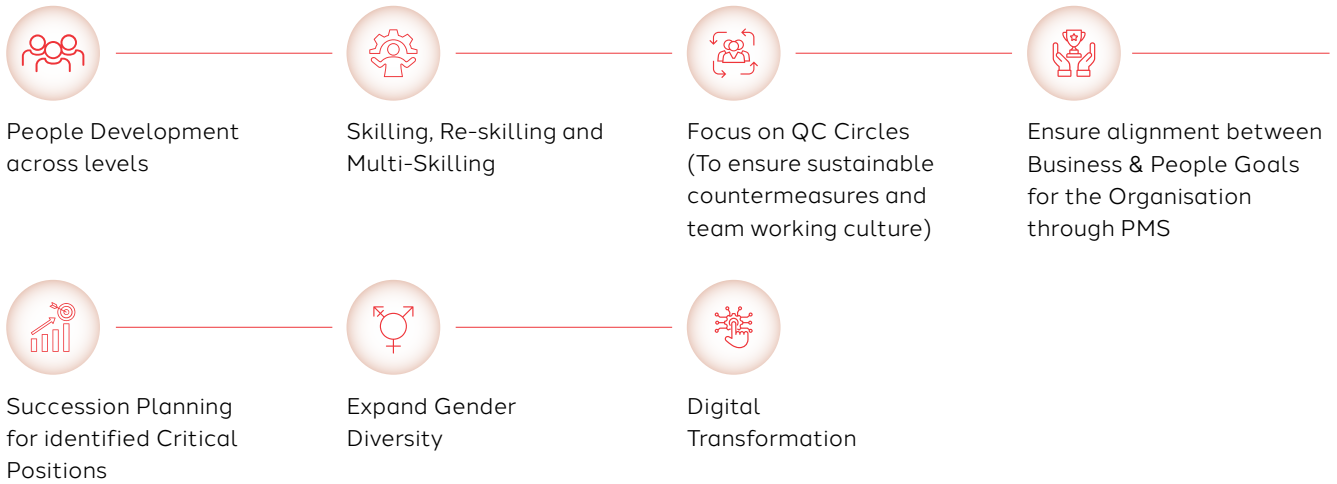 People Development
across levels
Skilling, Re-skilling and
Multi-Skilling
Focus on QC Circles
(To ensure sustainable
countermeasures and
team working culture)
Ensure alignment between
Business & People Goals
for the Organisation
through PMS
Succession Planning
for identified Critical
Positions
Expand Gender
Diversity
Digital
Transformation